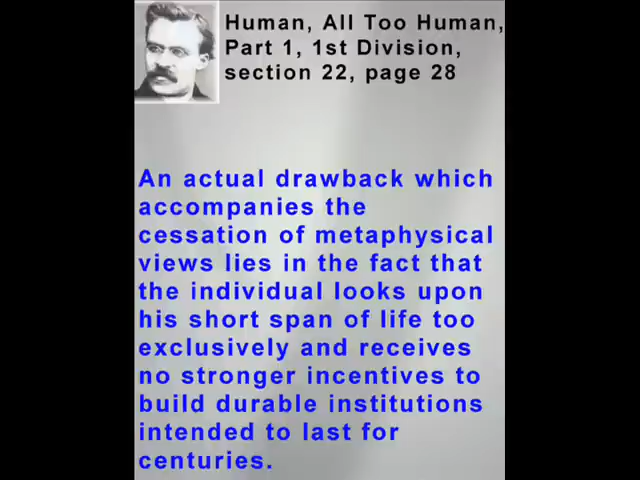 Human, All Too Human,
Part 1, 1st Division,
section 22, page 28
An actual drawback which
accompanies the
cessation of metaphysical
views lies in the fact that
the individual looks upon
his short span of life too
exclusively and receives
no stronger incentives to
build durable institutions
intended to last for
centuries.